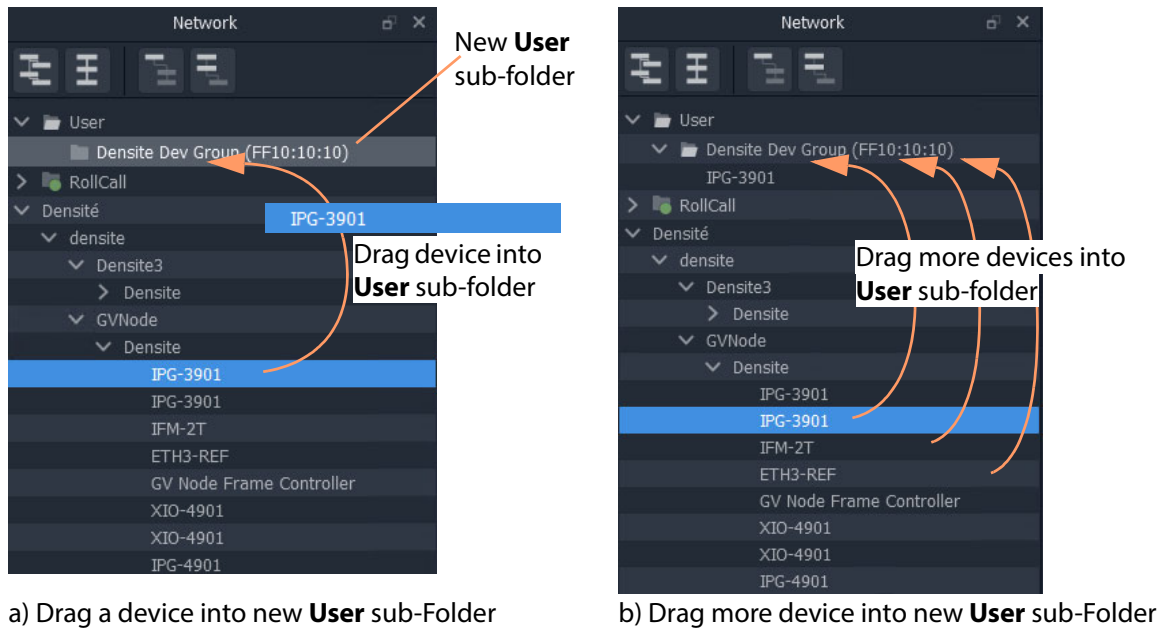 Network
New User
sub-folder
User
Densite Dev Group (FF10:10:10)
RollCall
Densité
IPG-3901
densite
Drag device into
User sub-folder
Densite3
Densite
GVNode
Densite
IPG-3901
IPG-3901
IFM-2T
ETH3-REF
GV Node Frame Controller
XIO-4901
XIO-4901
IPG-4901
a) Drag a device into new User sub-Folder
Network
User
Densite Dev Group (FF10:10:10)
IPG-3901
RollCall
Densité
densite
Drag more devices into
User sub-folder
Densite3
Densite
GVNode
Densite
IPG-3901
IPG-3901
IFM-2T
ETH3-REF
GV Node Frame Controller
XIO-4901
XIO-4901
IPG-4901
b) Drag more device into new User sub-Folder